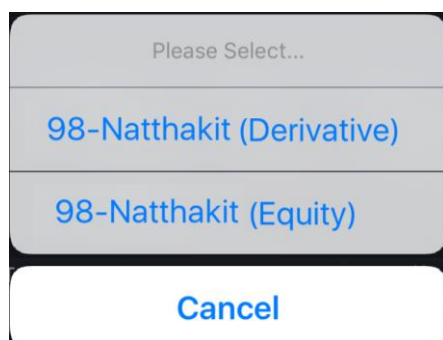 Please Select...
98-Natthakit (Derivative)
98-Natthakit (Equity)
Cancel